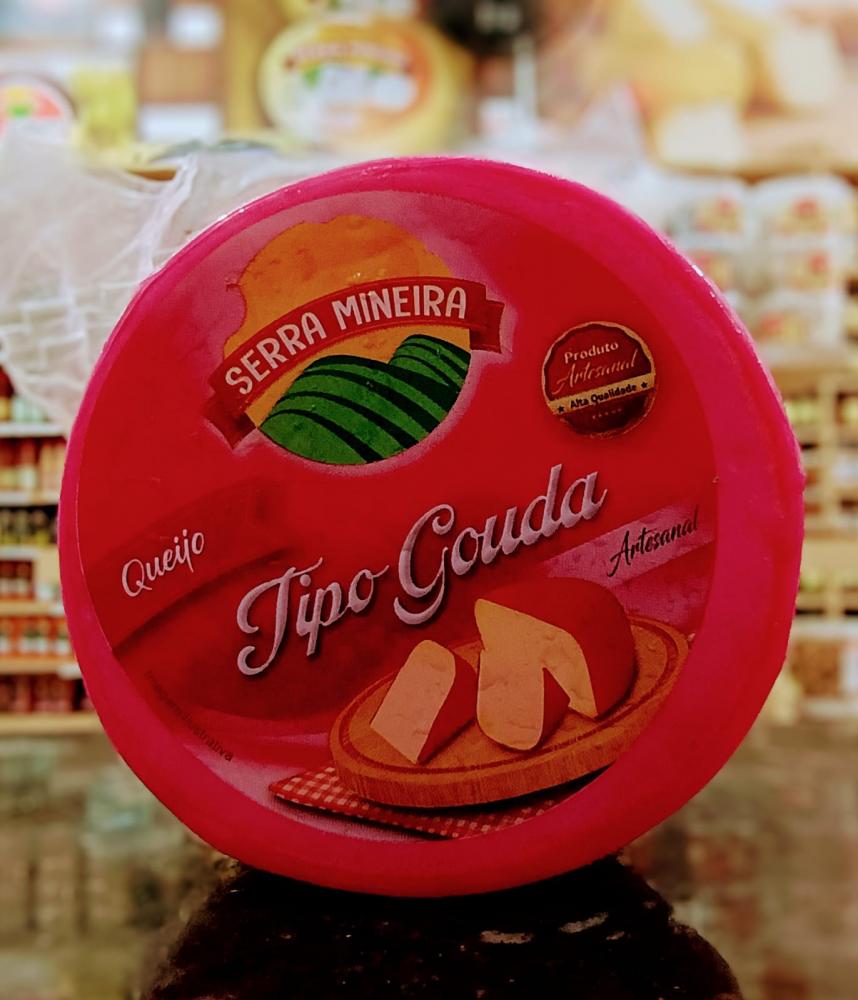 SERRA MINEIRA
Produto
Artesanal
★ Alta Qualidade ★
Queijo
Tipo Gouda
Artesanal